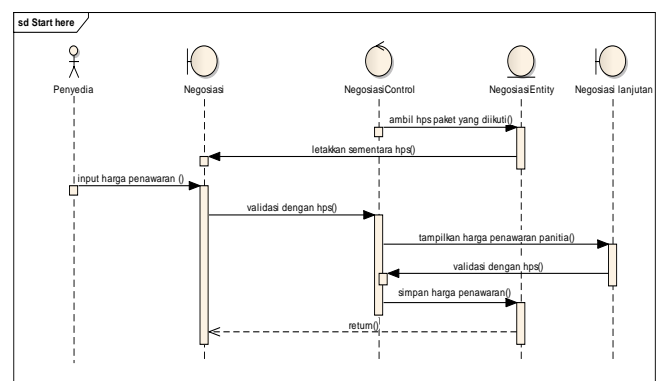 sd Start here
Penyedia
Negosiasi
NegosiasiControl
NegosiasiEntity
Negosiasi lanjutan
ambil hps paket yang diikuti()
letakkan sementara hps()
input harga penawaran ()
validasi dengan hps()
tampilkan harga penawaran panitia()
validasi dengan hps()
simpan harga penawaran()
return()